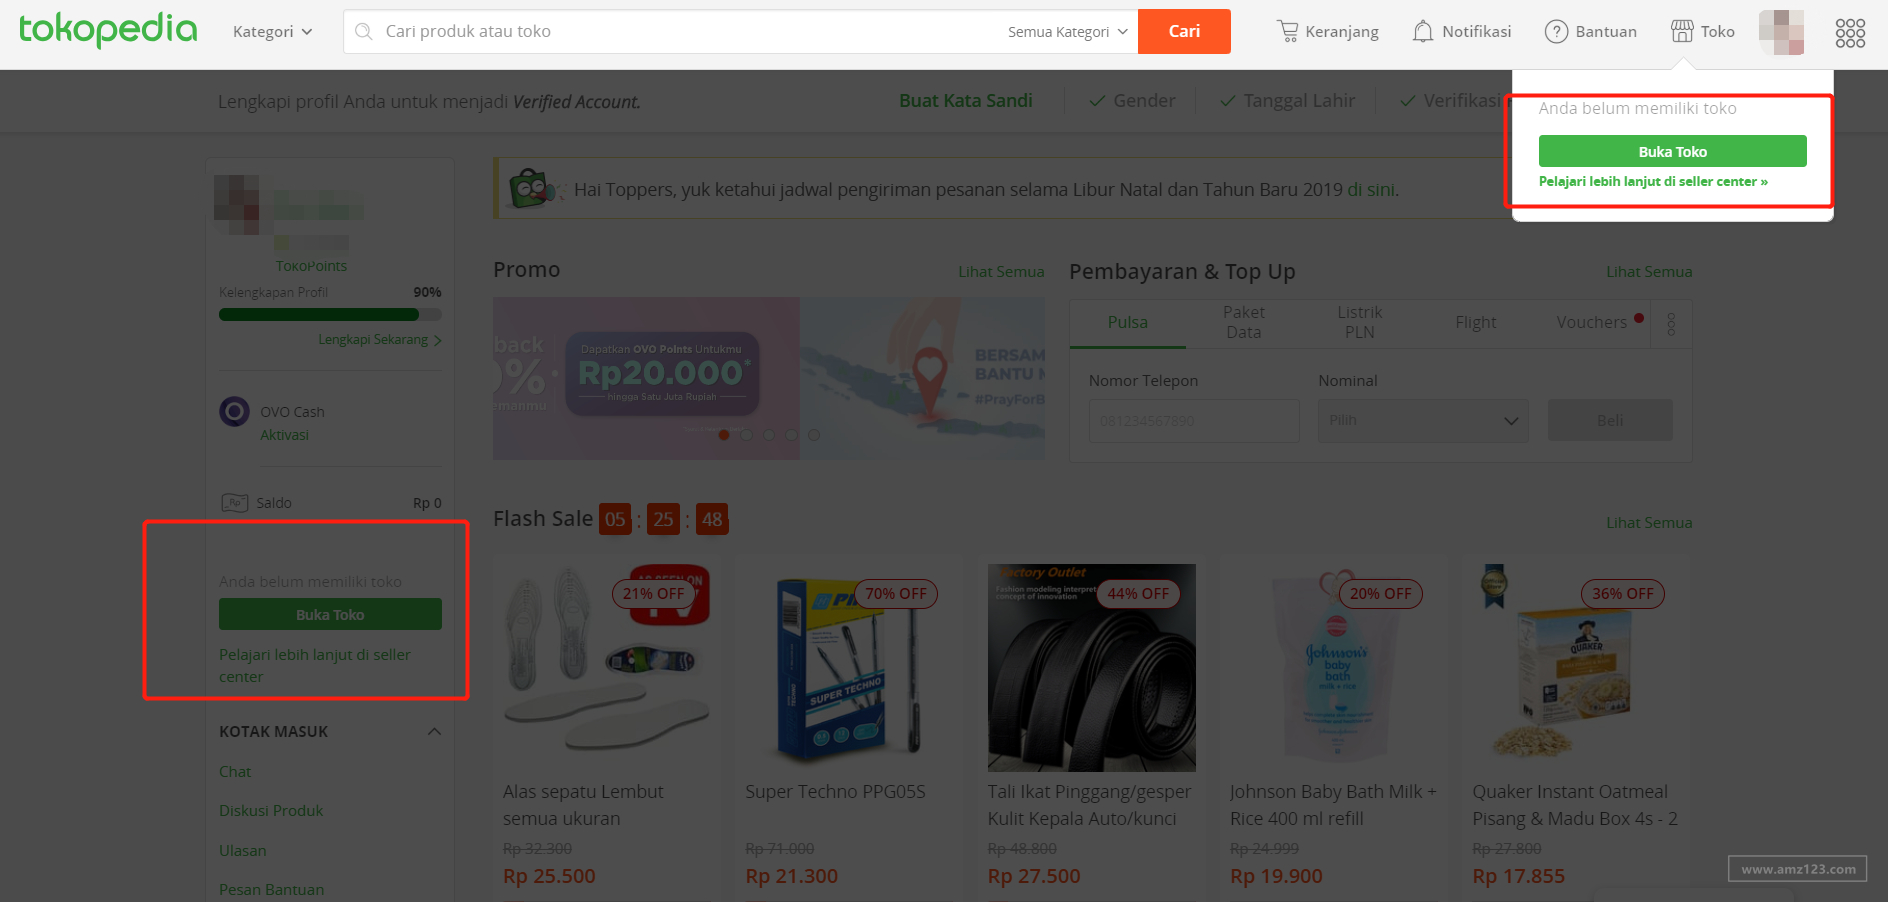 tokopedia
Kategori
Cari produk atau toko
Semua Kategori
Cari
Keranjang
Notifikasi
Bantuan
Toko
Lengkapi profil Anda untuk menjadi Verified Account.
Buat Kata Sandi
Gender
Tanggal Lahir
Verifikasi
Anda belum memiliki toko
Buka Toko
Pelajari lebih lanjut di seller center »
Hai Toppers, yuk ketahui jadwal pengiriman pesanan selama Libur Natal dan Tahun Baru 2019 di sini.
TokoPoints
Kelengkapan Profil 90%
Lengkapi Sekarang
OVO Cash
Aktivasi
Saldo Rp 0
Anda belum memiliki toko
Buka Toko
Pelajari lebih lanjut di seller
center
KOTAK MASUK
Chat
Diskusi Produk
Ulasan
Pesan Bantuan
Promo Lihat Semua
Dapatkan OVO Points Untukmu
Rp20.000*
hingga Satu Juta Rupiah
BERSAM
BANTU
#PrayForB
Pembayaran & Top Up Lihat Semua
Pulsa
Paket
Data
Listrik
PLN
Flight
Vouchers
Nomor Telepon
081234567890
Nominal
Pilih
Beli
Flash Sale 05 : 25 : 48 Lihat Semua
21% OFF
Alas sepatu Lembut
semua ukuran
Rp 32.300
Rp 25.500
70% OFF
SUPER TECHNO
Super Techno PPG05S
Rp 71.000
Rp 21.300
Factory Outlet
Fashion modeling interpret
concept of innovation
44% OFF
Tali Ikat Pinggang/gesper
Kulit Kepala Auto/kunci
Rp 48.800
Rp 27.500
20% OFF
Johnson's
baby
bath
milk + rice
Johnson Baby Bath Milk +
Rice 400 ml refill
Rp 24.999
Rp 19.900
36% OFF
QUAKER
Quaker Instant Oatmeal
Pisang & Madu Box 4s - 2
Rp 27.800
Rp 17.855
www.amz123.com